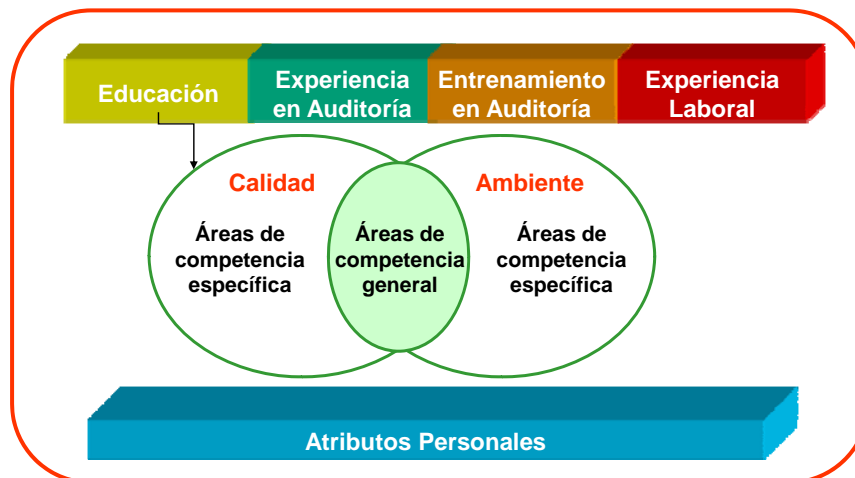 Educación
Experiencia
en Auditoría
Entrenamiento
en Auditoría
Experiencia
Laboral
Calidad
Ambiente
Áreas de
competencia
específica
Áreas de
competencia
general
Áreas de
competencia
específica
Atributos Personales